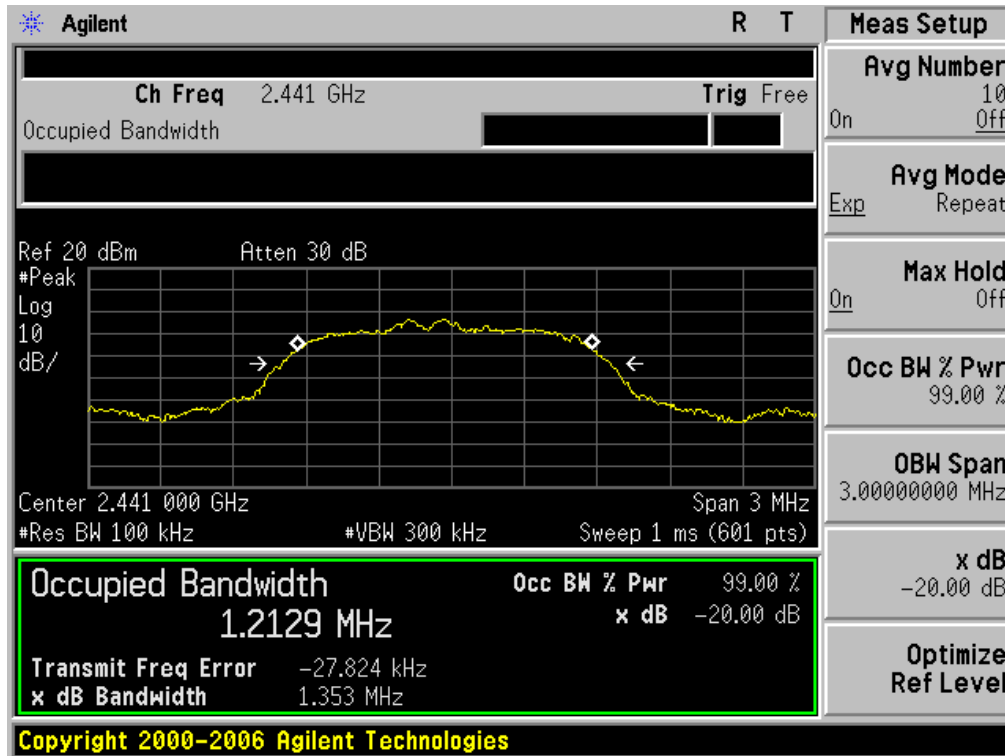 Agilent R T
Ch Freq 2.441 GHz Trig Free
Occupied Bandwidth
Ref 20 dBm Atten 30 dB
#Peak
Log
10
dB/
Center 2.441 000 GHz Span 3 MHz
#Res BW 100 kHz #VBW 300 kHz Sweep 1 ms (601 pts)
Occupied Bandwidth Occ BW % Pwr 99.00 %
1.2129 MHz x dB -20.00 dB
Transmit Freq Error -27.824 kHz
x dB Bandwidth 1.353 MHz
Copyright 2000-2006 Agilent Technologies
Meas Setup
Avg Number
10
On Off
Avg Mode
Exp Repeat
Max Hold
On Off
Occ BW % Pwr
99.00 %
OBW Span
3.00000000 MHz
x dB
-20.00 dB
Optimize
Ref Level